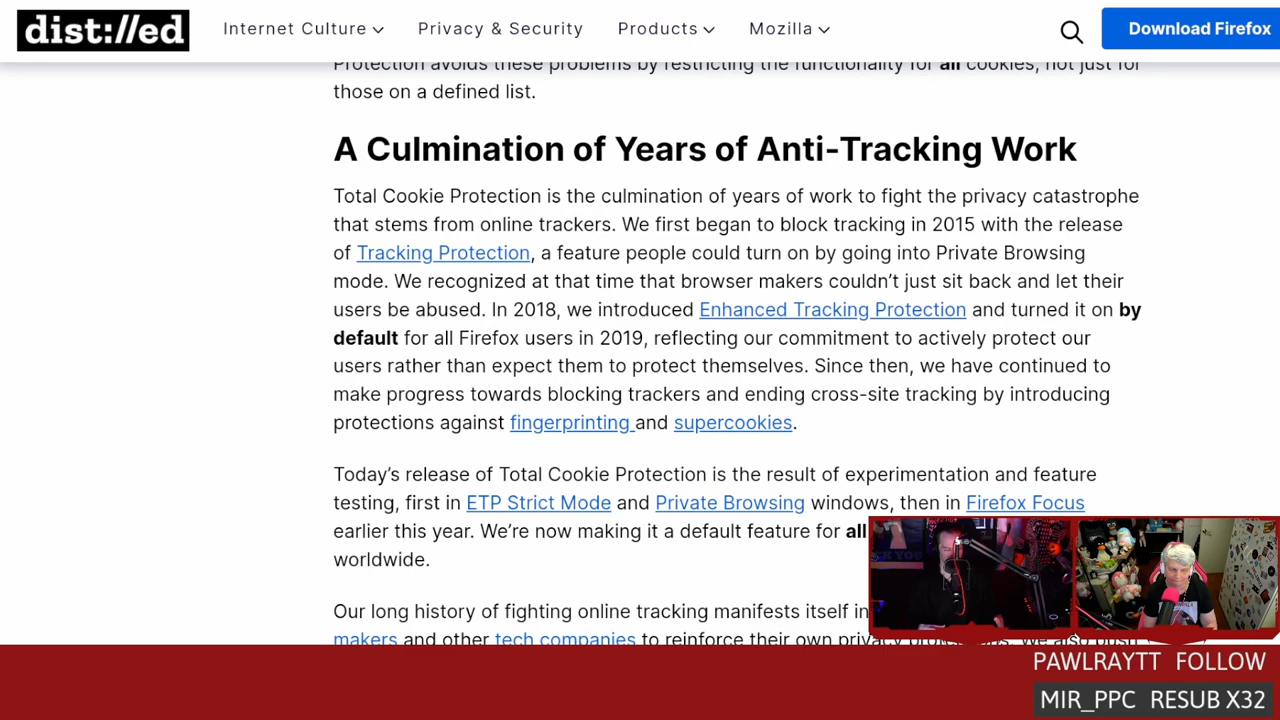 dist://ed
Internet Culture
Privacy & Security
Products
Mozilla
Download Firefox
Protection avoids these problems by restricting the functionality for all cookies, not just for
those on a defined list.
A Culmination of Years of Anti-Tracking Work
Total Cookie Protection is the culmination of years of work to fight the privacy catastrophe
that stems from online trackers. We first began to block tracking in 2015 with the release
of Tracking Protection, a feature people could turn on by going into Private Browsing
mode. We recognized at that time that browser makers couldn’t just sit back and let their
users be abused. In 2018, we introduced Enhanced Tracking Protection and turned it on by
default for all Firefox users in 2019, reflecting our commitment to actively protect our
users rather than expect them to protect themselves. Since then, we have continued to
make progress towards blocking trackers and ending cross-site tracking by introducing
protections against fingerprinting and supercookies.
Today’s release of Total Cookie Protection is the result of experimentation and feature
testing, first in ETP Strict Mode and Private Browsing windows, then in Firefox Focus
earlier this year. We’re now making it a default feature for all
worldwide.
Our long history of fighting online tracking manifests itself in
makers and other tech companies to reinforce their own privacy protections. We also push
PAWLRAYTT FOLLOW
MIR_PPC RESUB X32